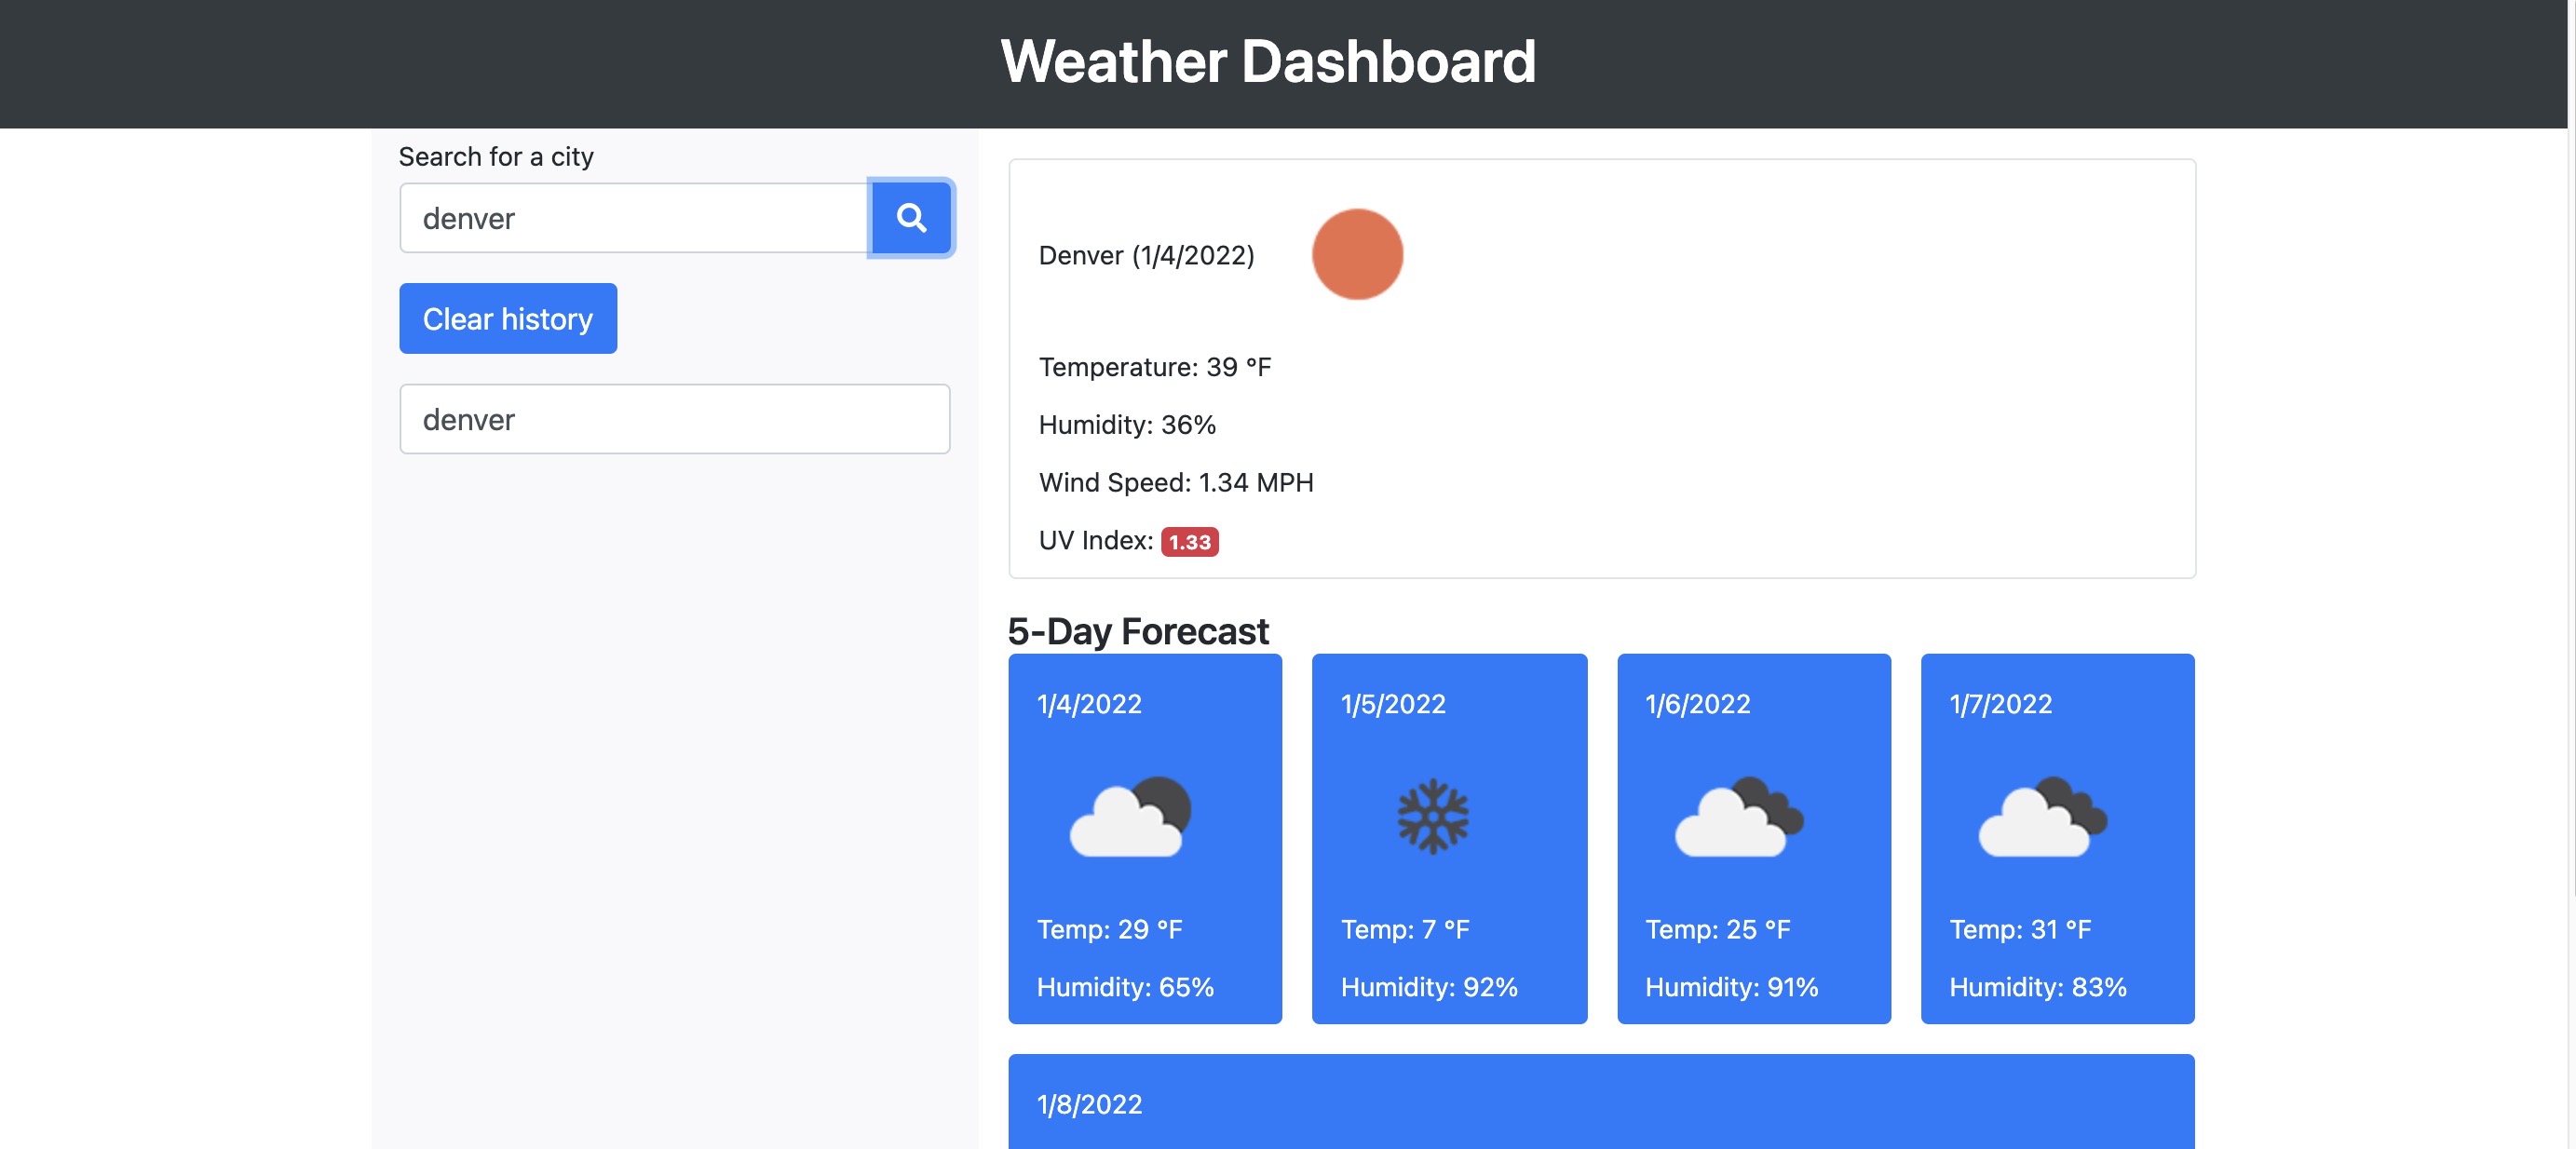 Weather Dashboard
Search for a city
denver
Clear history
denver
Denver (1/4/2022)
Temperature: 39 °F
Humidity: 36%
Wind Speed: 1.34 MPH
UV Index: 1.33
5-Day Forecast
1/4/2022
Temp: 29 °F
Humidity: 65%
1/5/2022
Temp: 7 °F
Humidity: 92%
1/6/2022
Temp: 25 °F
Humidity: 91%
1/7/2022
Temp: 31 °F
Humidity: 83%
1/8/2022